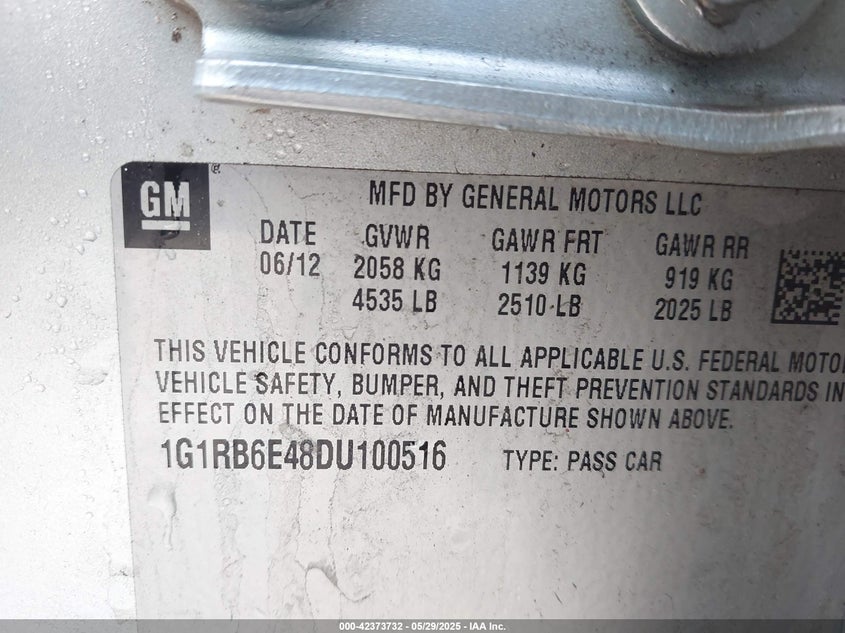 GM ®
MFD BY GENERAL MOTORS LLC
DATE GVWR GAWR FRT GAWR RR
06/12 2058 KG 1139 KG 919 KG
4535 LB 2510 LB 2025 LB
THIS VEHICLE CONFORMS TO ALL APPLICABLE U.S. FEDERAL MOTO
VEHICLE SAFETY, BUMPER, AND THEFT PREVENTION STANDARDS IN
EFFECT ON THE DATE OF MANUFACTURE SHOWN ABOVE.
1G1RB6E48DU100516 TYPE: PASS CAR
000-42373732 - 05/29/2025 - IAA Inc.